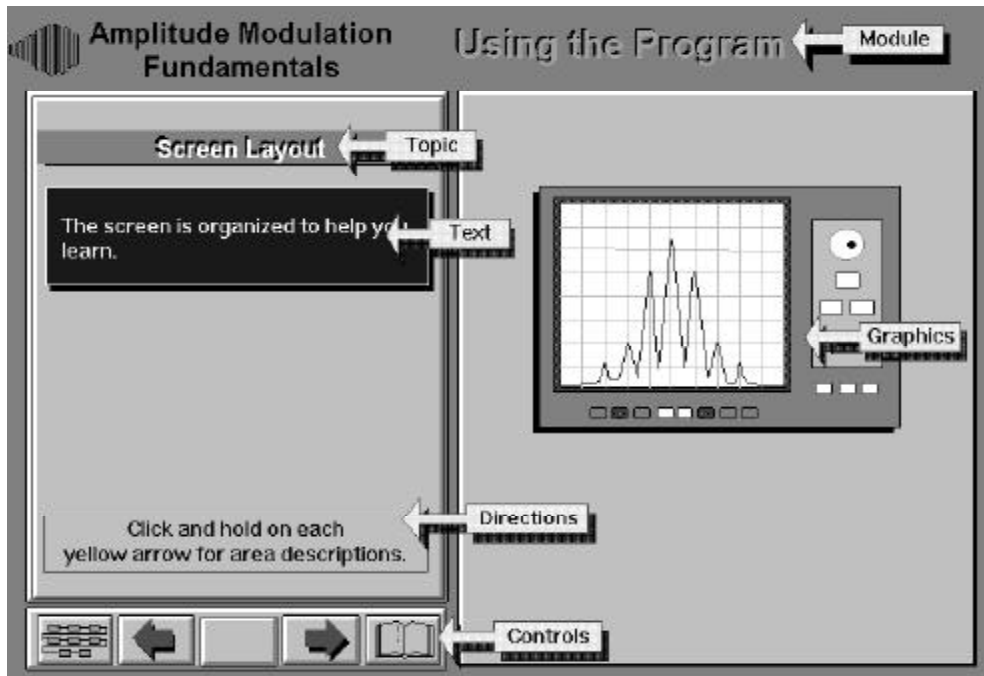 Amplitude Modulation
Fundamentals
Using the Program
Module
Screen Layout
Topic
The screen is organized to help you
learn.
Text
Graphics
Click and hold on each
yellow arrow for area descriptions.
Directions
Controls